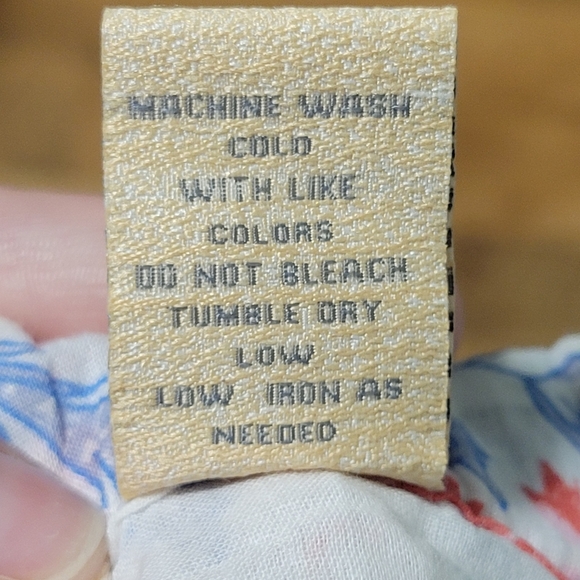 MACHINE WASH
COLD
WITH LIKE
COLORS
DO NOT BLEACH
TUMBLE DRY
LOW
LOW IRON AS
NEEDED